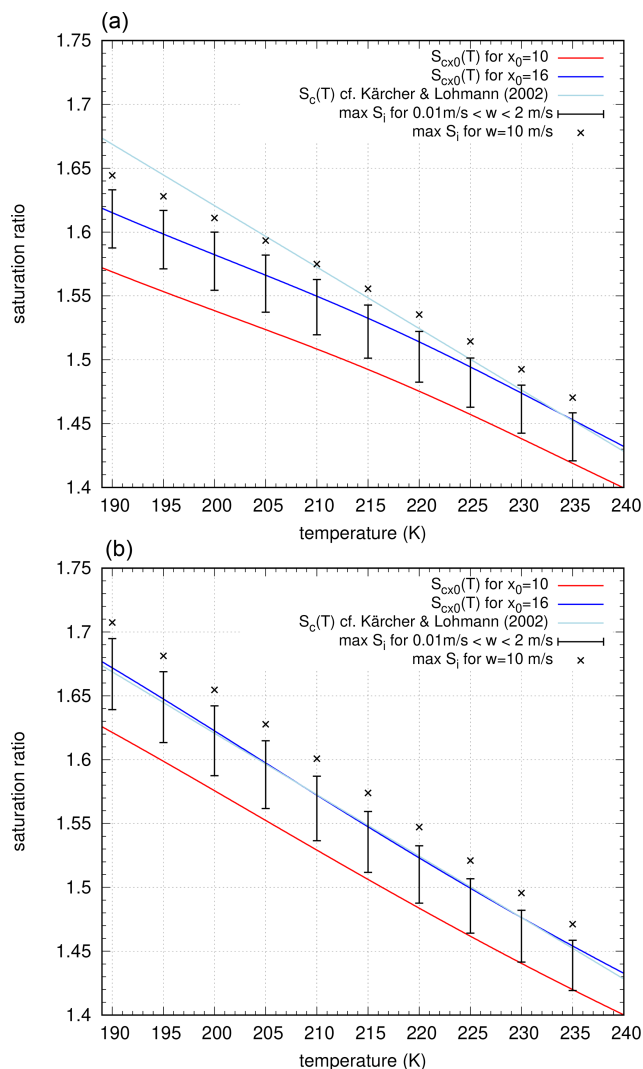 (a)
1.75
1.7
1.65
1.6
1.55
1.5
1.45
1.4
saturation ratio
S_cx0(T) for x_0=10
S_cx0(T) for x_0=16
S_c(T) cf. Kärcher & Lohmann (2002)
max S_i for 0.01m/s < w < 2 m/s
max S_i for w=10 m/s
190 195 200 205 210 215 220 225 230 235 240
temperature (K)
(b)
1.75
1.7
1.65
1.6
1.55
1.5
1.45
1.4
saturation ratio
S_cx0(T) for x_0=10
S_cx0(T) for x_0=16
S_c(T) cf. Kärcher & Lohmann (2002)
max S_i for 0.01m/s < w < 2 m/s
max S_i for w=10 m/s
190 195 200 205 210 215 220 225 230 235 240
temperature (K)